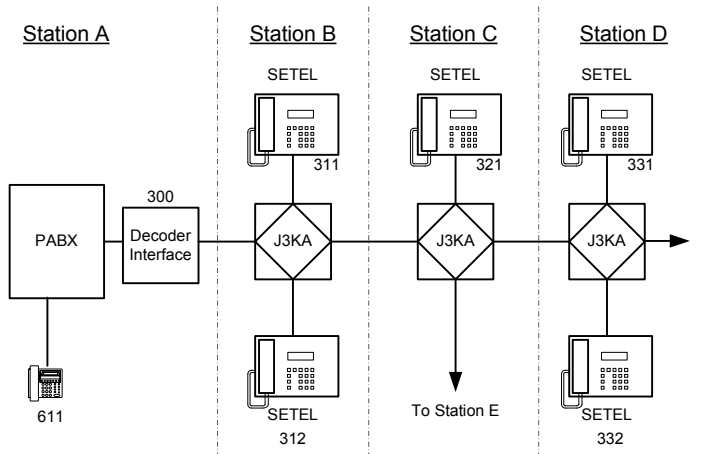 Station A
Station B
Station C
Station D
SETEL
SETEL
SETEL
311
321
331
300
PABX
Decoder
Interface
J3KA
J3KA
J3KA
611
SETEL
312
To Station E
SETEL
332